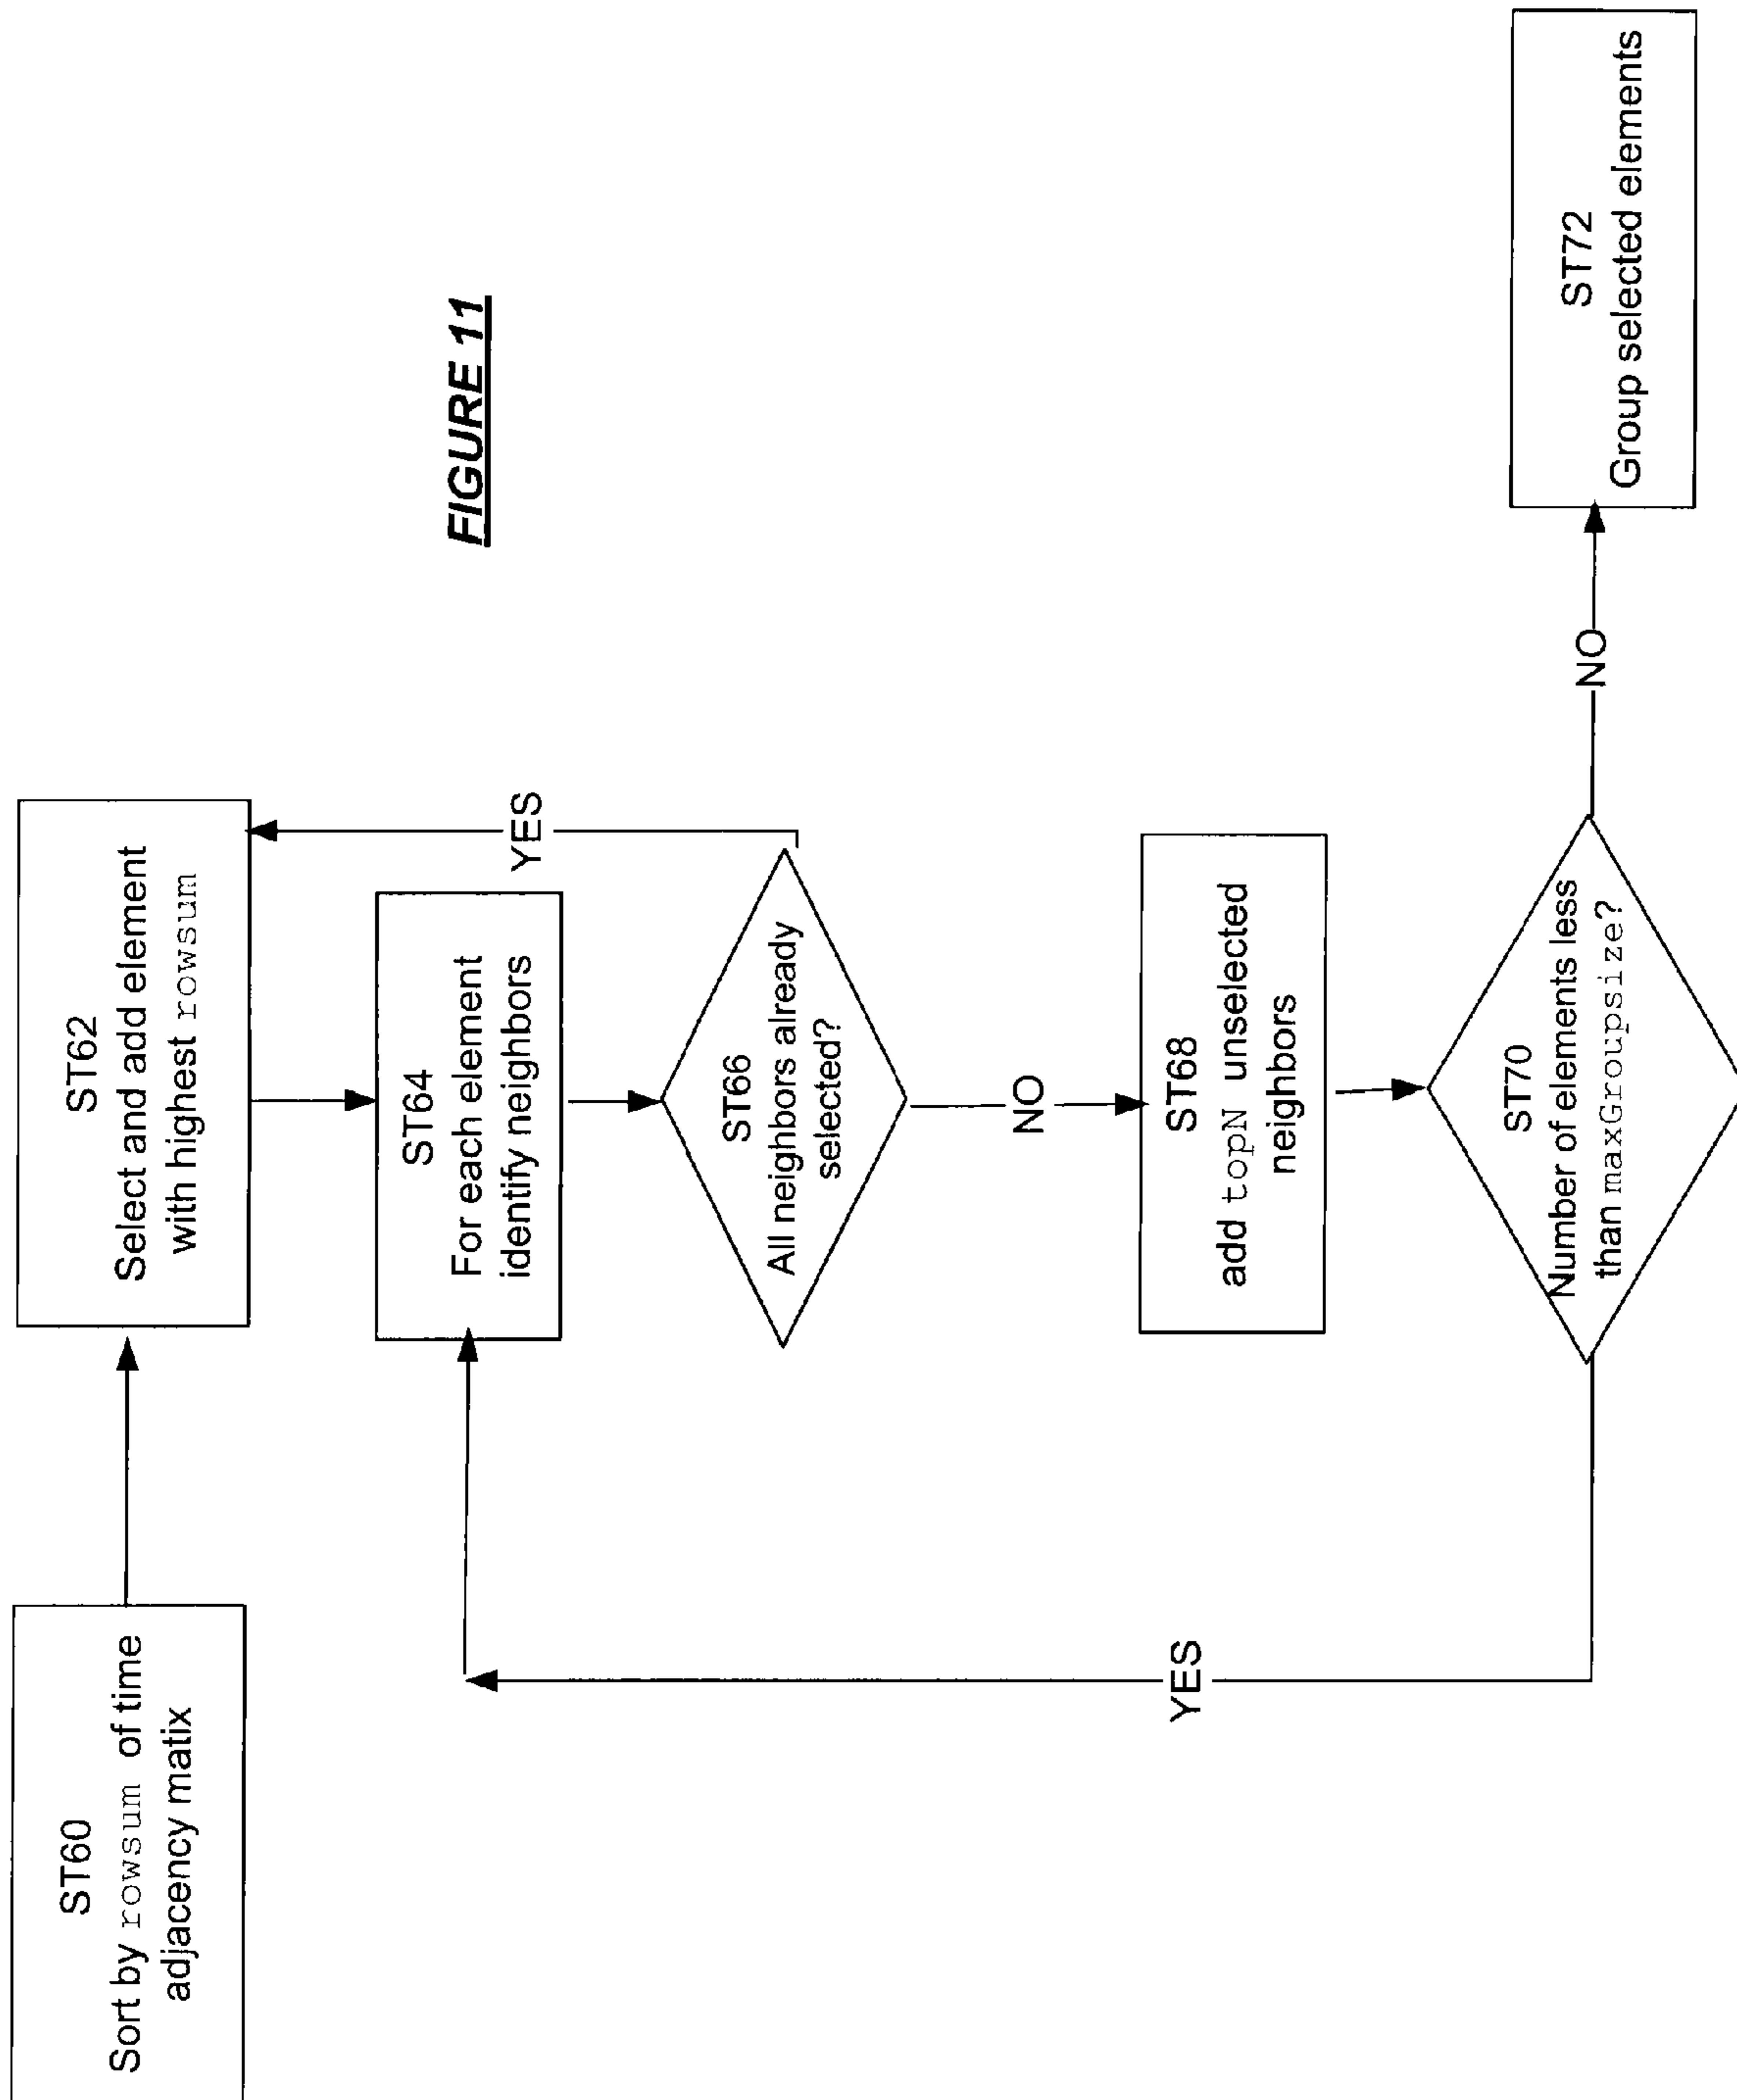 ST60
Sort by rowsum of time
adjacency matix
ST62
Select and add element
with highest rowsum
ST64
For each element
identify neighbors
YES
FIGURE 11
ST66
All neighbors already
selected?
NO
ST68
add topN unselected
neighbors
YES
ST70
Number of elements less
than maxGroupsize?
NO
ST72
Group selected elements